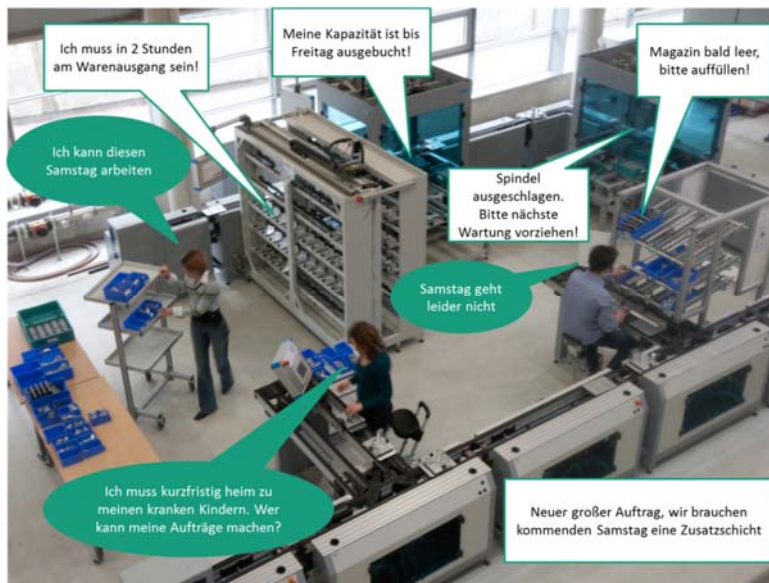 Meine Kapazität ist bis
Freitag ausgebucht!
Ich muss in 2 Stunden
am Warenausgang sein!
Magazin bald leer,
bitte auffüllen!
Ich kann diesen
Samstag arbeiten
Spindel
ausgeschlagen.
Bitte nächste
Wartung vorziehen!
Samstag geht
leider nicht
Ich muss kurzfristig heim zu
meinen kranken Kindern. Wer
kann meine Aufträge machen?
Neuer großer Auftrag, wir brauchen
kommenden Samstag eine Zusatzschicht